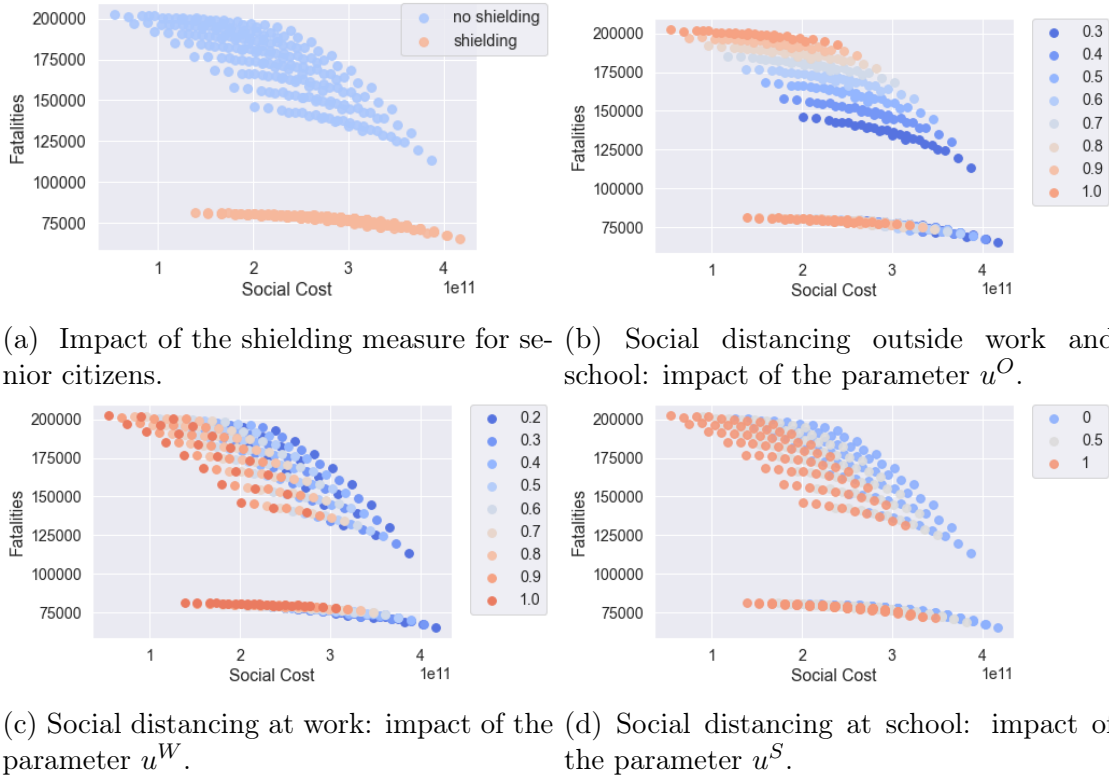 200000
175000
150000
125000
100000
75000
Fatalities
no shielding
shielding
1 2 3 4
Social Cost
1e11
200000
175000
150000
125000
100000
75000
Fatalities
0.3
0.4
0.5
0.6
0.7
0.8
0.9
1.0
1 2 3 4
Social Cost
1e11
(a) Impact of the shielding measure for se-
nior citizens.
(b) Social distancing outside work and
school: impact of the parameter u^O.
200000
175000
150000
125000
100000
75000
Fatalities
0.2
0.3
0.4
0.5
0.6
0.7
0.8
0.9
1.0
1 2 3 4
Social Cost
1e11
200000
175000
150000
125000
100000
75000
Fatalities
0
0.5
1
1 2 3 4
Social Cost
1e11
(c) Social distancing at work: impact of the
parameter u^W.
(d) Social distancing at school: impact of
the parameter u^S.